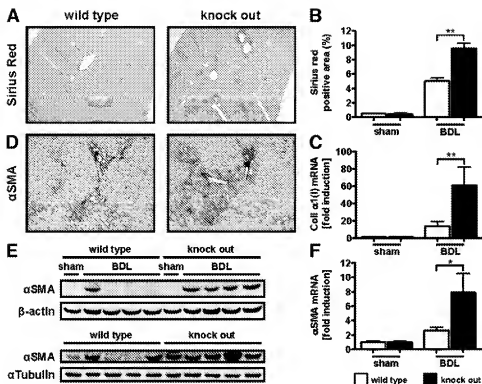 A
wild type
knock out
Sirius Red
D
αSMA
E
wild type
knock out
sham
BDL
sham
BDL
αSMA
β-actin
wild type
knock out
αSMA
αTubulin
B
Sirius red
positive area (%)
12
10
8
6
4
2
0
**
sham
BDL
C
Coll α1(I) mRNA
[fold induction]
100
80
60
40
20
0
**
sham
BDL
F
αSMA mRNA
[fold induction]
12
10
8
6
4
2
0
*
sham
BDL
wild type
knock out